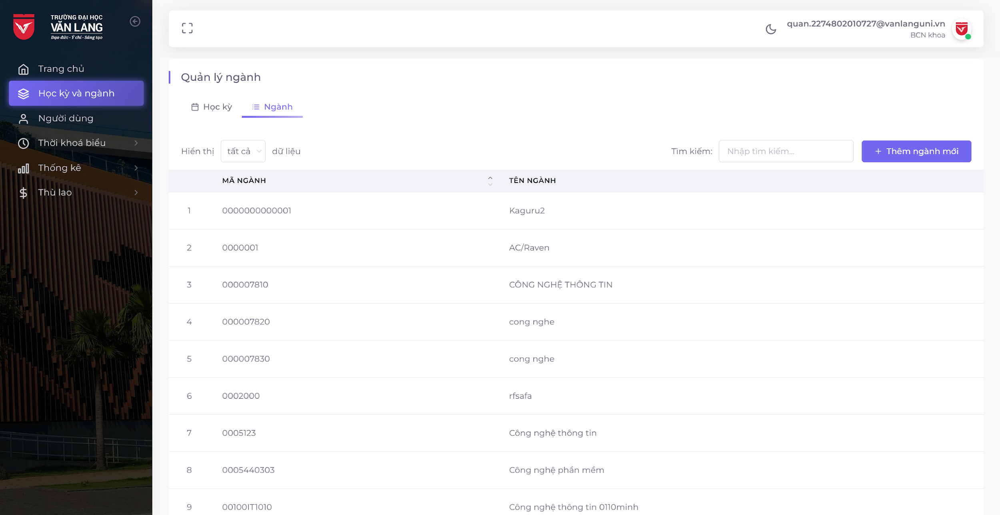 TRƯỜNG ĐẠI HỌC
VĂN LANG
Đạo đức - Ý chí - Sáng tạo
Trang chủ
Học kỳ và ngành
Người dùng
Thời khoá biểu
Thống kê
Thù lao
quan.2274802010727@vanlanguni.vn
BCN khoa
Quản lý ngành
Học kỳ Ngành
Hiển thị tất cả dữ liệu Tìm kiếm: Nhập tìm kiếm... + Thêm ngành mới
MÃ NGÀNH TÊN NGÀNH
1 0000000000001 Kaguru2
2 0000001 AC/Raven
3 000007810 CÔNG NGHỆ THÔNG TIN
4 000007820 cong nghe
5 000007830 cong nghe
6 0002000 rfsafa
7 0005123 Công nghệ thông tin
8 0005440303 Công nghệ phần mềm
9 00100IT1010 Công nghệ thông tin 0110minh